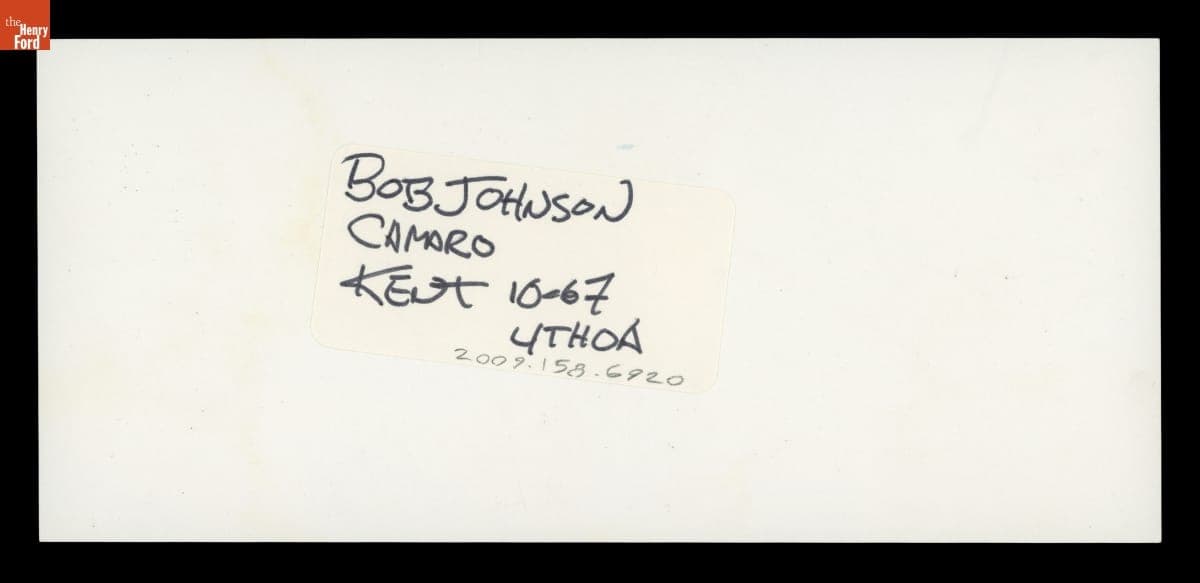 the
Henry
Ford
BOB JOHNSON
CAMARO
KENT 10-67
4THOA
2009.158.6920